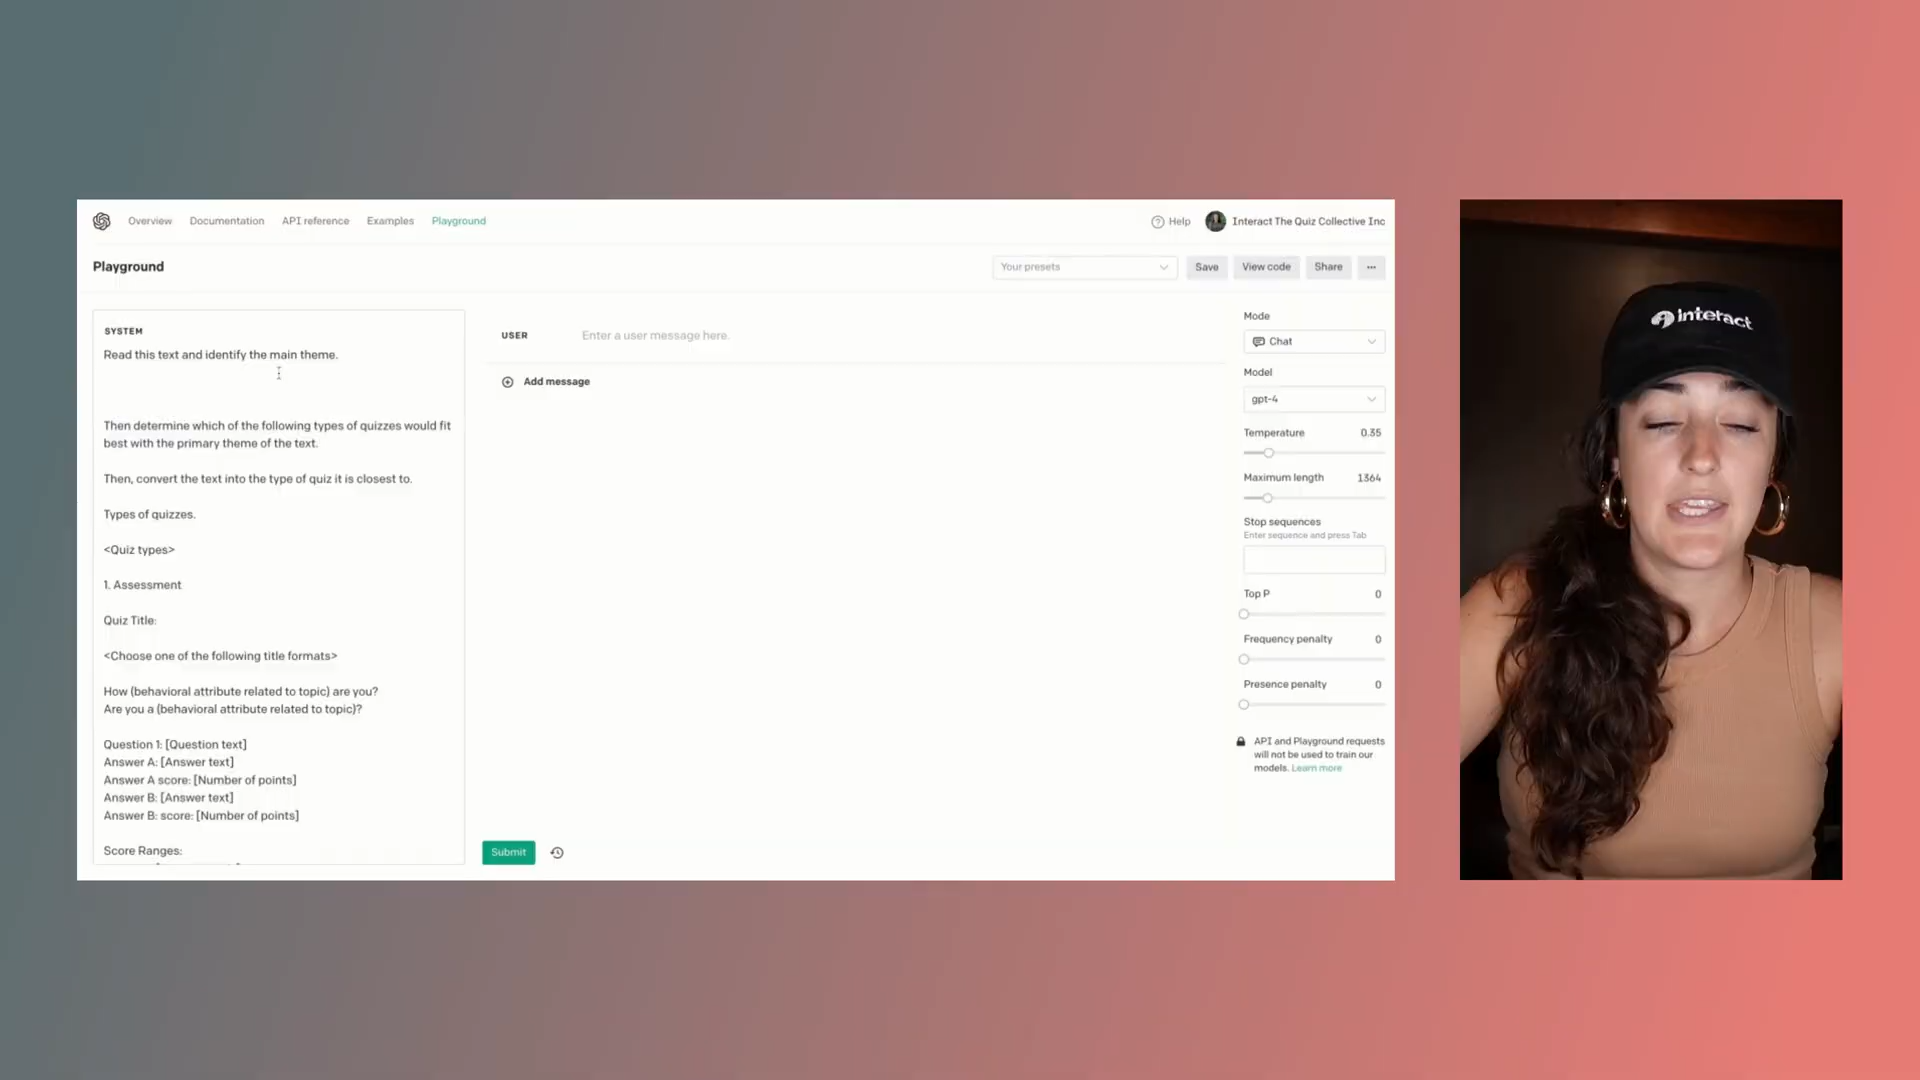 Overview Documentation API reference Examples Playground
Help Interact The Quiz Collective Inc
Playground
Your presets
Save View code Share ...
SYSTEM
Read this text and identify the main theme.
Then determine which of the following types of quizzes would fit
best with the primary theme of the text.
Then, convert the text into the type of quiz it is closest to.
Types of quizzes.
<Quiz types>
1. Assessment
Quiz Title:
<Choose one of the following title formats>
How (behavioral attribute related to topic) are you?
Are you a (behavioral attribute related to topic)?
Question 1: [Question text]
Answer A: [Answer text]
Answer A score: [Number of points]
Answer B: [Answer text]
Answer B: score: [Number of points]
Score Ranges:
USER Enter a user message here.
Add message
Submit
Mode
Chat
Model
gpt-4
Temperature 0.35
Maximum length 1364
Stop sequences
Enter sequence and press Tab
Top P 0
Frequency penalty 0
Presence penalty 0
API and Playground requests
will not be used to train our
models. Learn more
interact